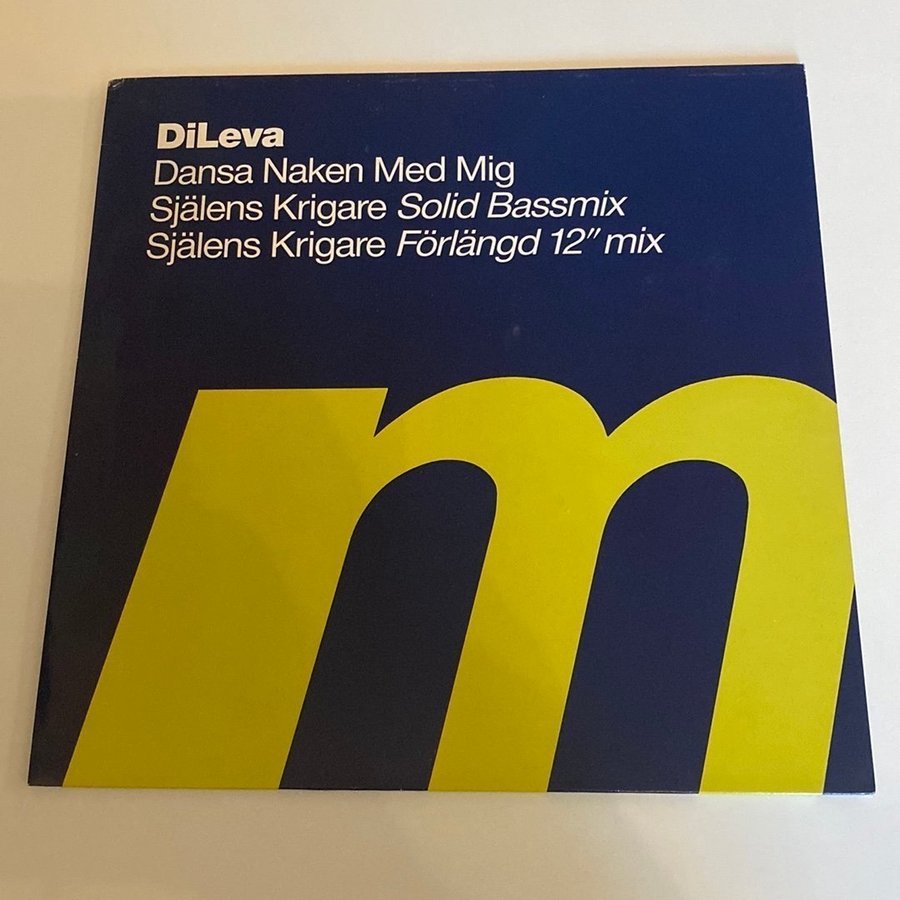 DiLeva
Dansa Naken Med Mig
Själens Krigare Solid Bassmix
Själens Krigare Förlängd 12″ mix
m